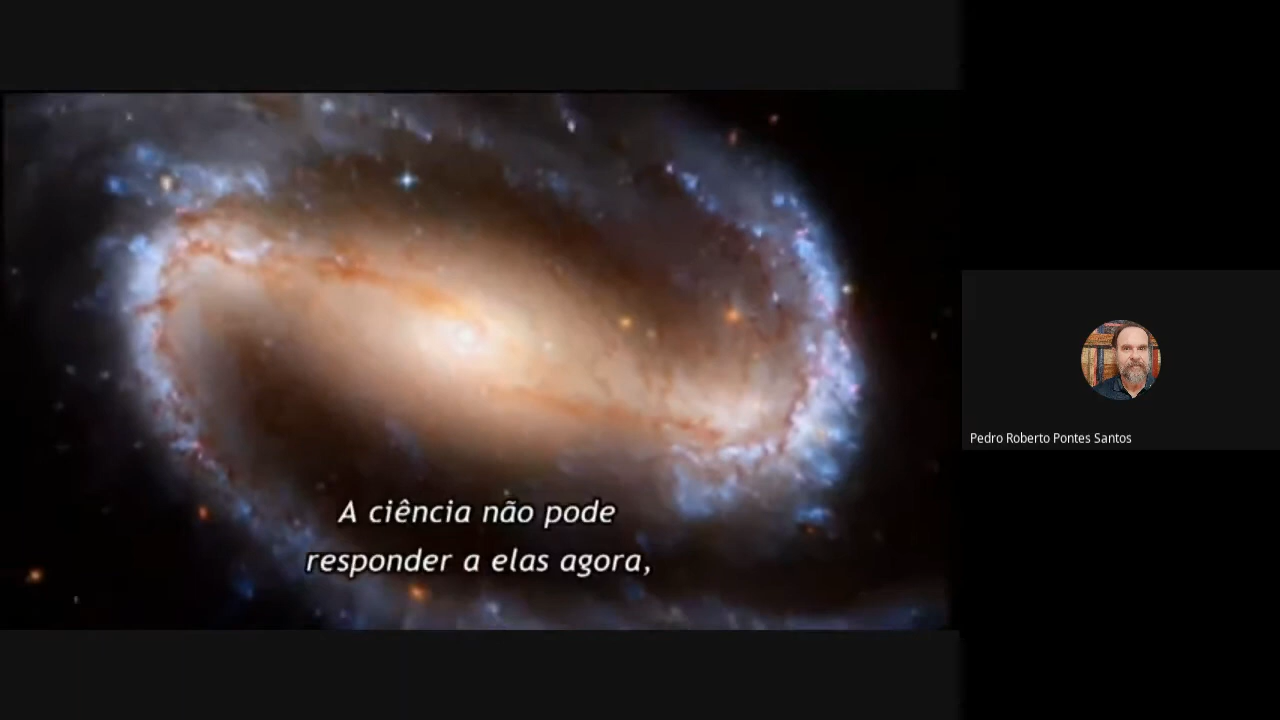 A ciência não pode
responder a elas agora,
Pedro Roberto Pontes Santos